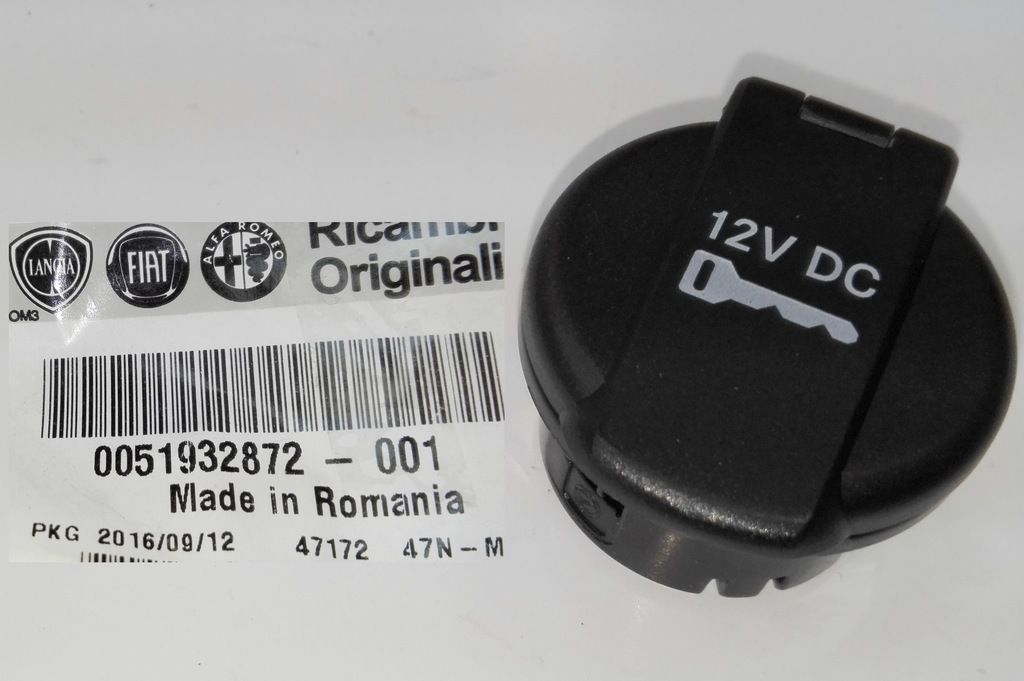 LANCIA
FIAT
ALFA ROMEO
Ricambi
Originali
OM3
0051932872 - 001
Made in Romania
PKG 2016/09/12 47172 47N-M
12V DC